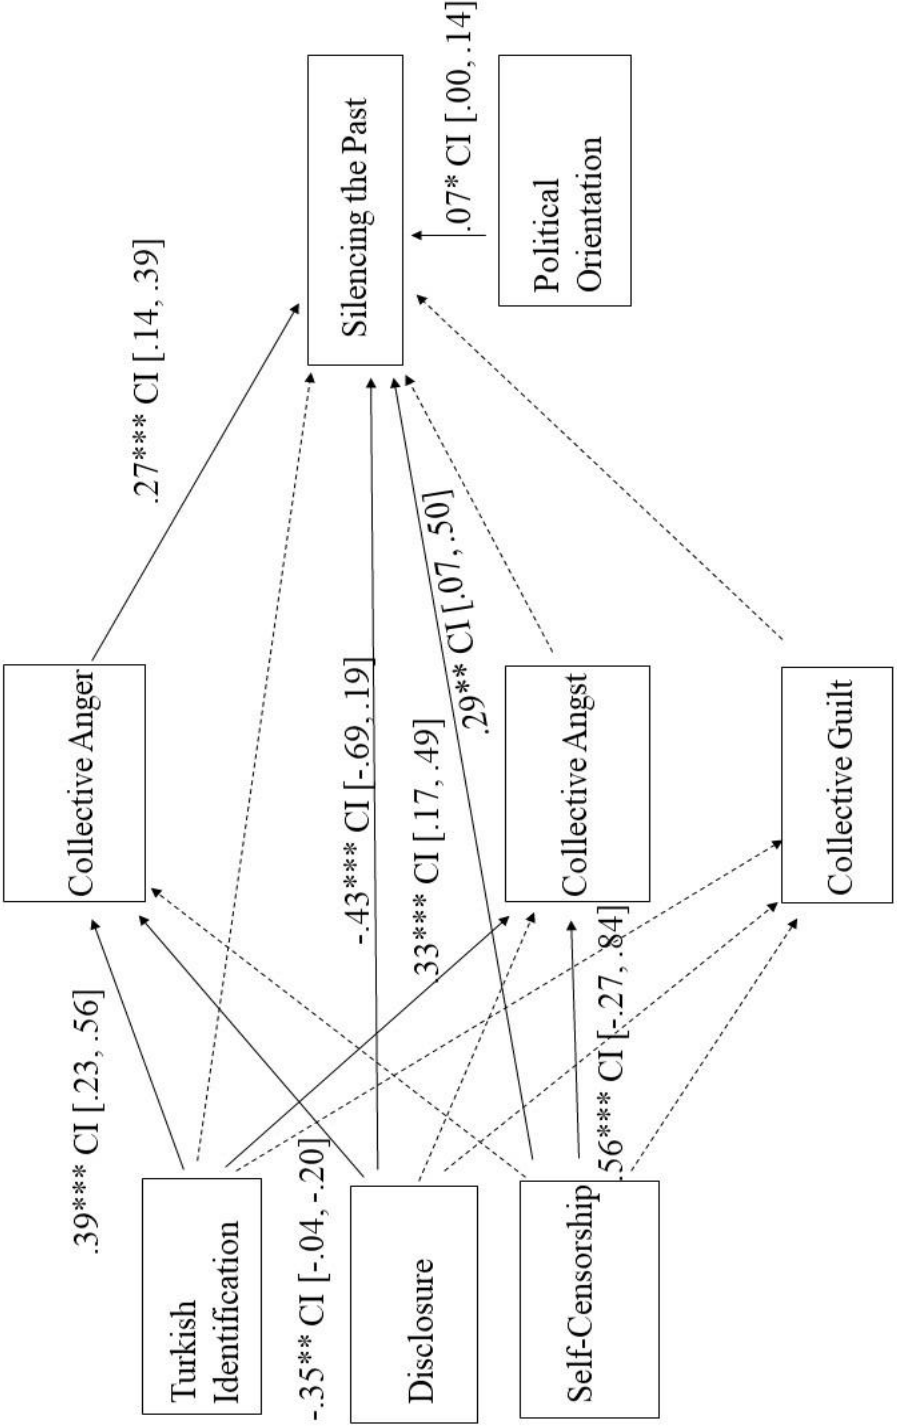 Collective Anger
.39*** CI [.23, .56]
.27*** CI [.14, .39]
Turkish
Identification
-.35** CI [-.04, -.20]
Silencing the Past
-.43*** CI [-.69, .19]
Disclosure
.33*** CI [.17, .49]
.07* CI [.00, .14]
.29** CI [.07, .50]
Political
Orientation
Collective Angst
Self-Censorship
.56*** CI [-.27, .84]
Collective Guilt